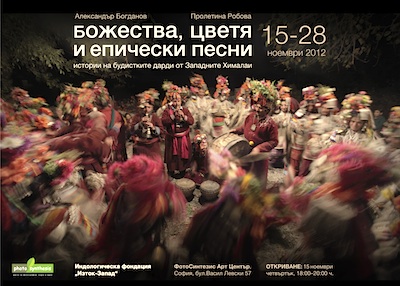 Александър Богданов Пролетина Робова
БОЖЕСТВА, ЦВЕТЯ
И ЕПИЧЕСКИ ПЕСНИ
истории на будистките дарди от Западните Хималаи
15-28
ноември 2012
photo synthesis
Индологическа фондация
„Изток-Запад”
ФотоСинтезис Арт Център,
София, бул.Васил Левски 57
ОТКРИВАНЕ: 15 ноември
четвъртък, 18:00-20:00 ч.